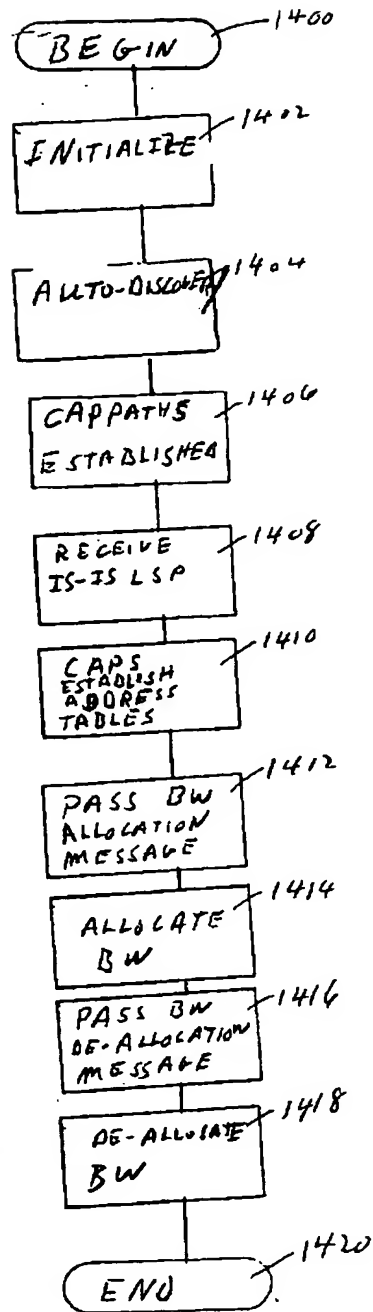 1400
BEGIN
1402
INITIALIZE
1404
AUTO-DISCOVERY
1406
CAPPATHS
ESTABLISHED
1408
RECEIVE
IS-IS LSP
1410
CAPS
ESTABLISH
ADDRESS
TABLES
1412
PASS BW
ALLOCATION
MESSAGE
1414
ALLOCATE
BW
1416
PASS BW
DE-ALLOCATION
MESSAGE
1418
DE-ALLOCATE
BW
1420
END